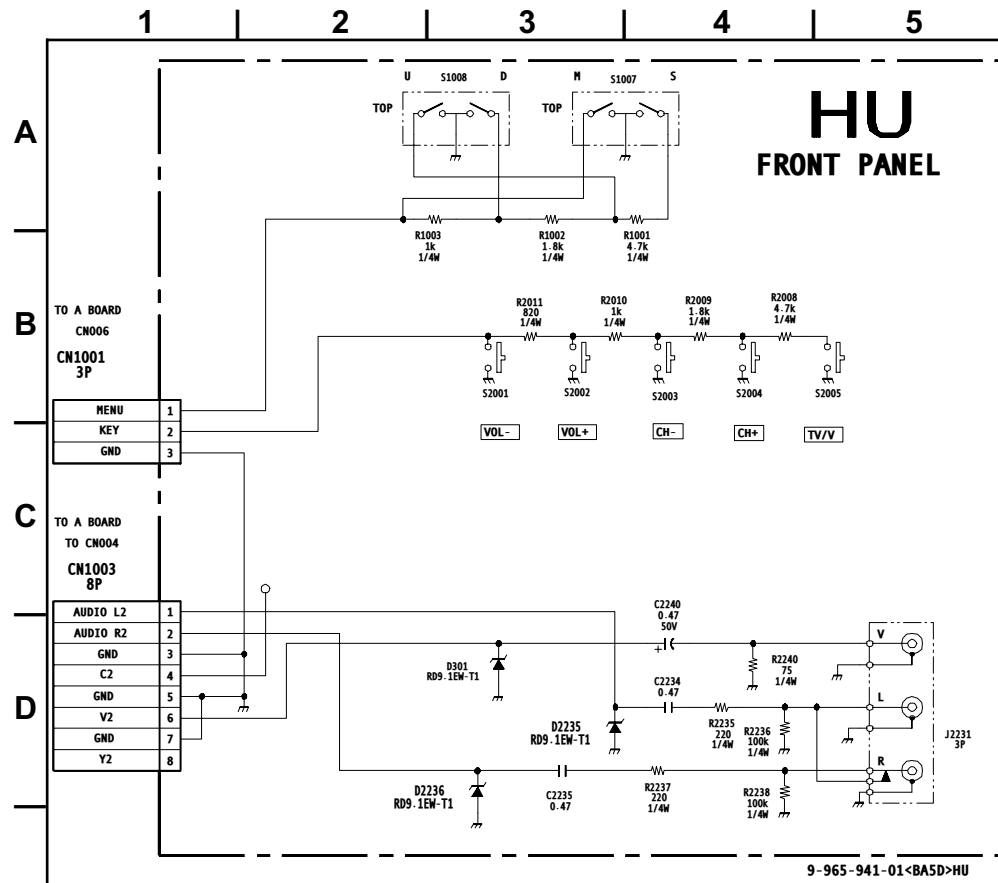 1 2 3 4 5
A
B
C
D
HU
FRONT PANEL
U S1008 D
TOP
M S1007 S
TOP
R1003
1k
1/4W
R1002
1.8k
1/4W
R1001
4.7k
1/4W
TO A BOARD
CN006
CN1001
3P
MENU 1
KEY 2
GND 3
R2011
820
1/4W
R2010
1k
1/4W
R2009
1.8k
1/4W
R2008
4.7k
1/4W
S2001
S2002
S2003
S2004
S2005
VOL-
VOL+
CH-
CH+
TV/V
TO A BOARD
TO CN004
CN1003
8P
AUDIO L2 1
AUDIO R2 2
GND 3
C2 4
GND 5
V2 6
GND 7
Y2 8
D301
RD9.1EW-T1
C2240
0.47
50V
+
R2240
75
1/4W
C2234
0.47
D2235
RD9.1EW-T1
R2235
220
1/4W
R2236
100k
1/4W
D2236
RD9.1EW-T1
C2235
0.47
R2237
220
1/4W
R2238
100k
1/4W
V
L
R
J2231
3P
9-965-941-01<BA5D>HU